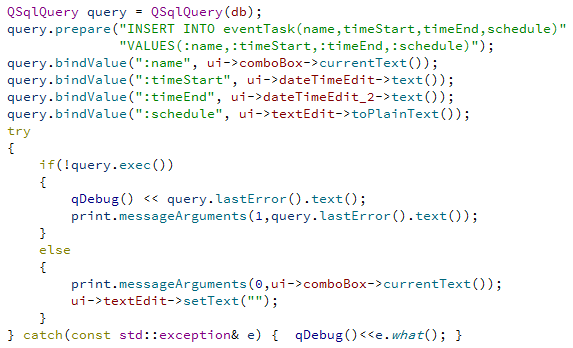 QSqlQuery query = QSqlQuery(db);
query.prepare("INSERT INTO eventTask(name,timeStart,timeEnd,schedule)"
              "VALUES(:name,:timeStart,:timeEnd,:schedule)");
query.bindValue(":name", ui->comboBox->currentText());
query.bindValue(":timeStart", ui->dateTimeEdit->text());
query.bindValue(":timeEnd", ui->dateTimeEdit_2->text());
query.bindValue(":schedule", ui->textEdit->toPlainText());
try
{
    if(!query.exec())
    {
        qDebug() << query.lastError().text();
        print.messageArguments(1,query.lastError().text());
    }
    else
    {
        print.messageArguments(0,ui->comboBox->currentText());
        ui->textEdit->setText("");
    }
} catch(const std::exception& e) {  qDebug()<<e.what(); }